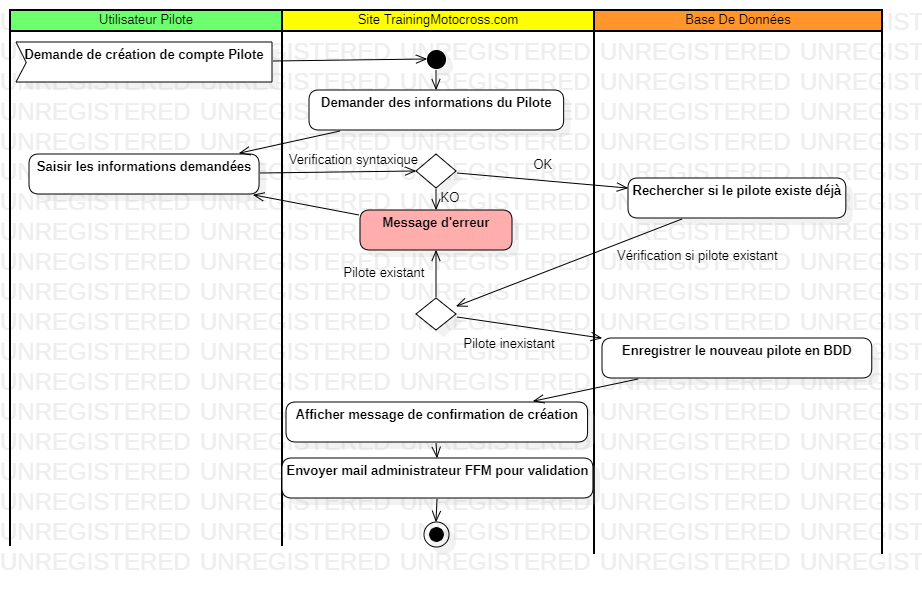 Utilisateur Pilote
Site TrainingMotocross.com
Base De Données
Demande de création de compte Pilote
Demander des informations du Pilote
Saisir les informations demandées
Verification syntaxique
OK
Rechercher si le pilote existe déjà
KO
Message d'erreur
Vérification si pilote existant
Pilote existant
Pilote inexistant
Enregistrer le nouveau pilote en BDD
Afficher message de confirmation de création
Envoyer mail administrateur FFM pour validation
UNREGISTERED